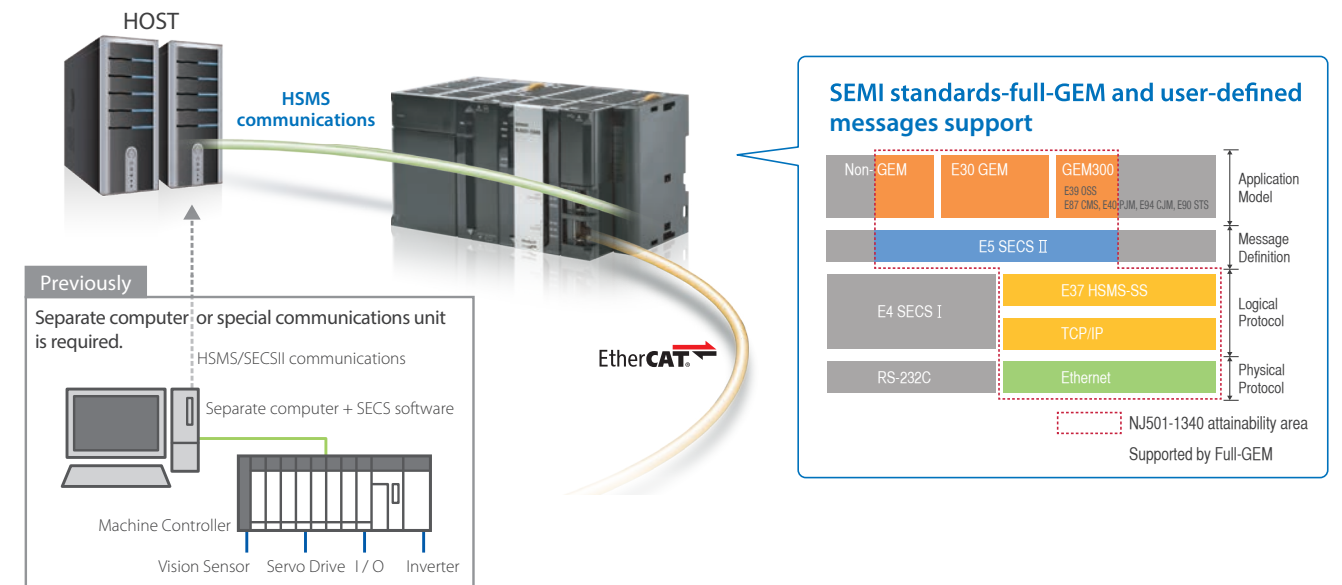 HOST
HSMS
communications
NJ501-1340
EtherCAT®
Previously
Separate computer or special communications unit
is required.
HSMS/SECSII communications
Separate computer + SECS software
Machine Controller
Vision Sensor
Servo Drive
I / O
Inverter
SEMI standards-full-GEM and user-defined
messages support
Non-GEM
E30 GEM
GEM300
E39 OSS
E87 CMS, E40 PJM, E94 CJM, E90 STS
Application
Model
E5 SECS Ⅱ
Message
Definition
E4 SECS Ⅰ
E37 HSMS-SS
TCP/IP
Logical
Protocol
RS-232C
Ethernet
Physical
Protocol
NJ501-1340 attainability area
Supported by Full-GEM